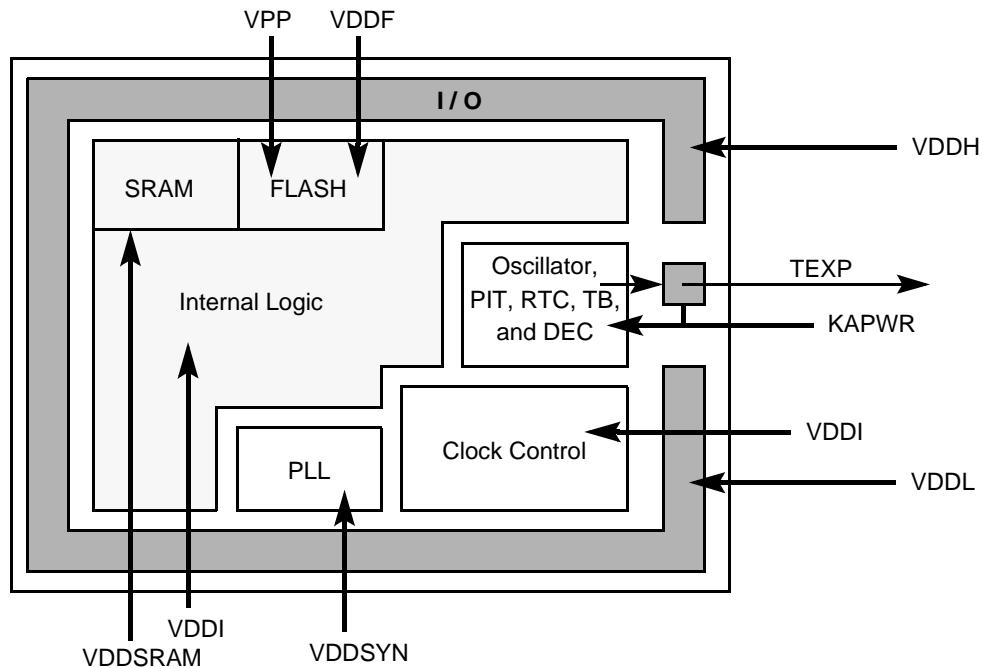 VPP
VDDF
I / O
VDDH
SRAM
FLASH
Oscillator,
PIT, RTC, TB,
and DEC
TEXP
KAPWR
Internal Logic
VDDI
Clock Control
PLL
VDDL
VDDI
VDDSRAM
VDDSYN